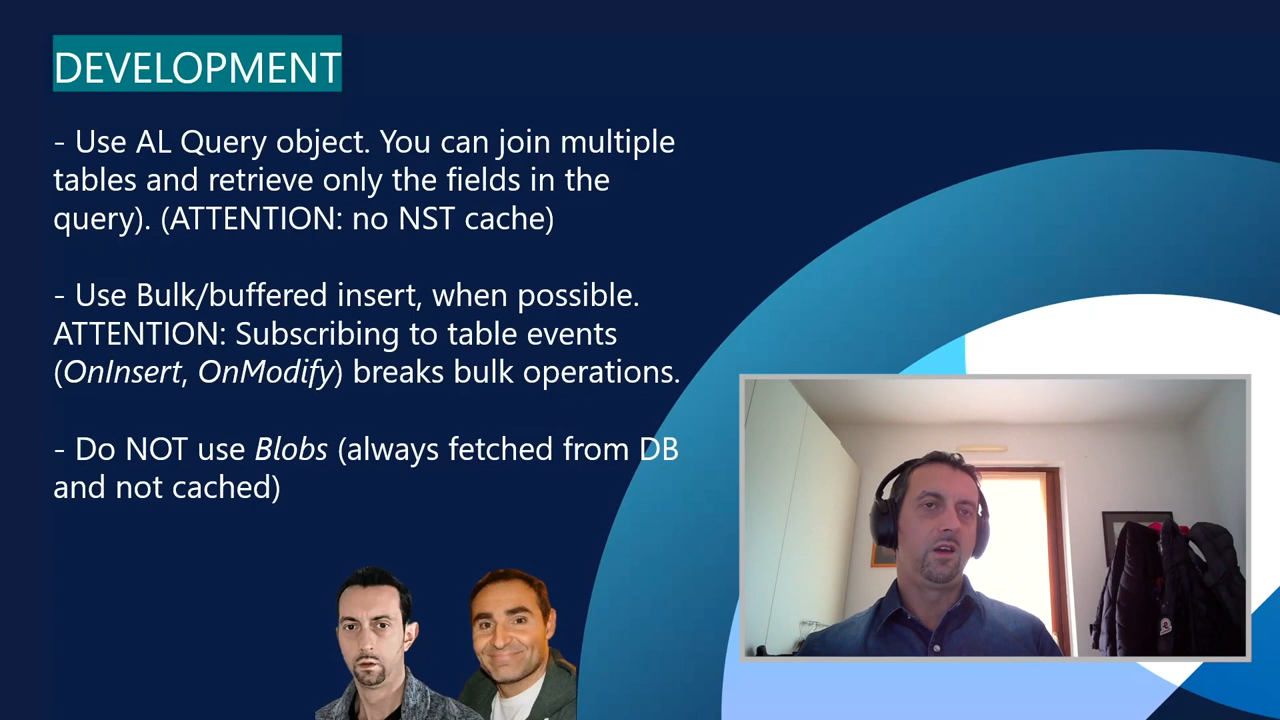 DEVELOPMENT
- Use AL Query object. You can join multiple
tables and retrieve only the fields in the
query). (ATTENTION: no NST cache)
- Use Bulk/buffered insert, when possible.
ATTENTION: Subscribing to table events
(OnInsert, OnModify) breaks bulk operations.
- Do NOT use Blobs (always fetched from DB
and not cached)